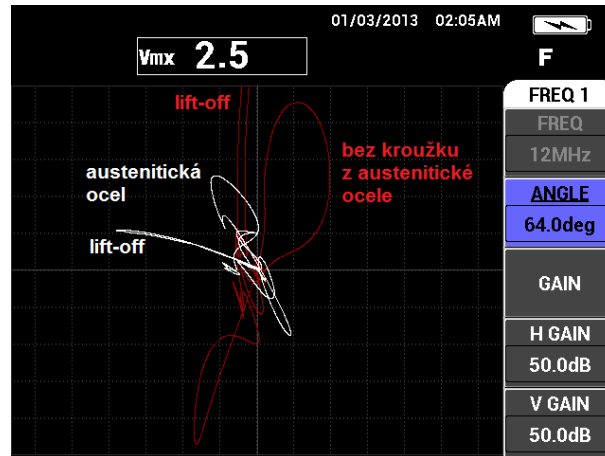 01/03/2013 02:05AM
Vmx 2.5
F
lift-off
bez kroužku
z austenitické
ocele
austenitická
ocel
lift-off
FREQ 1
FREQ
12MHz
ANGLE
64.0deg
GAIN
H GAIN
50.0dB
V GAIN
50.0dB